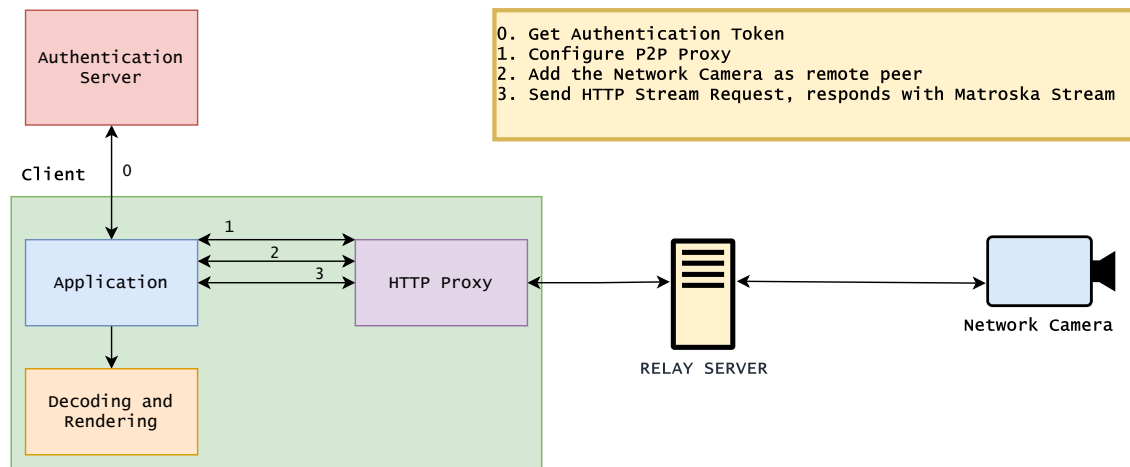 Authentication
Server
0. Get Authentication Token
1. Configure P2P Proxy
2. Add the Network Camera as remote peer
3. Send HTTP Stream Request, responds with Matroska Stream
Client
0
1
2
3
Application
HTTP Proxy
RELAY SERVER
Network Camera
Decoding and
Rendering